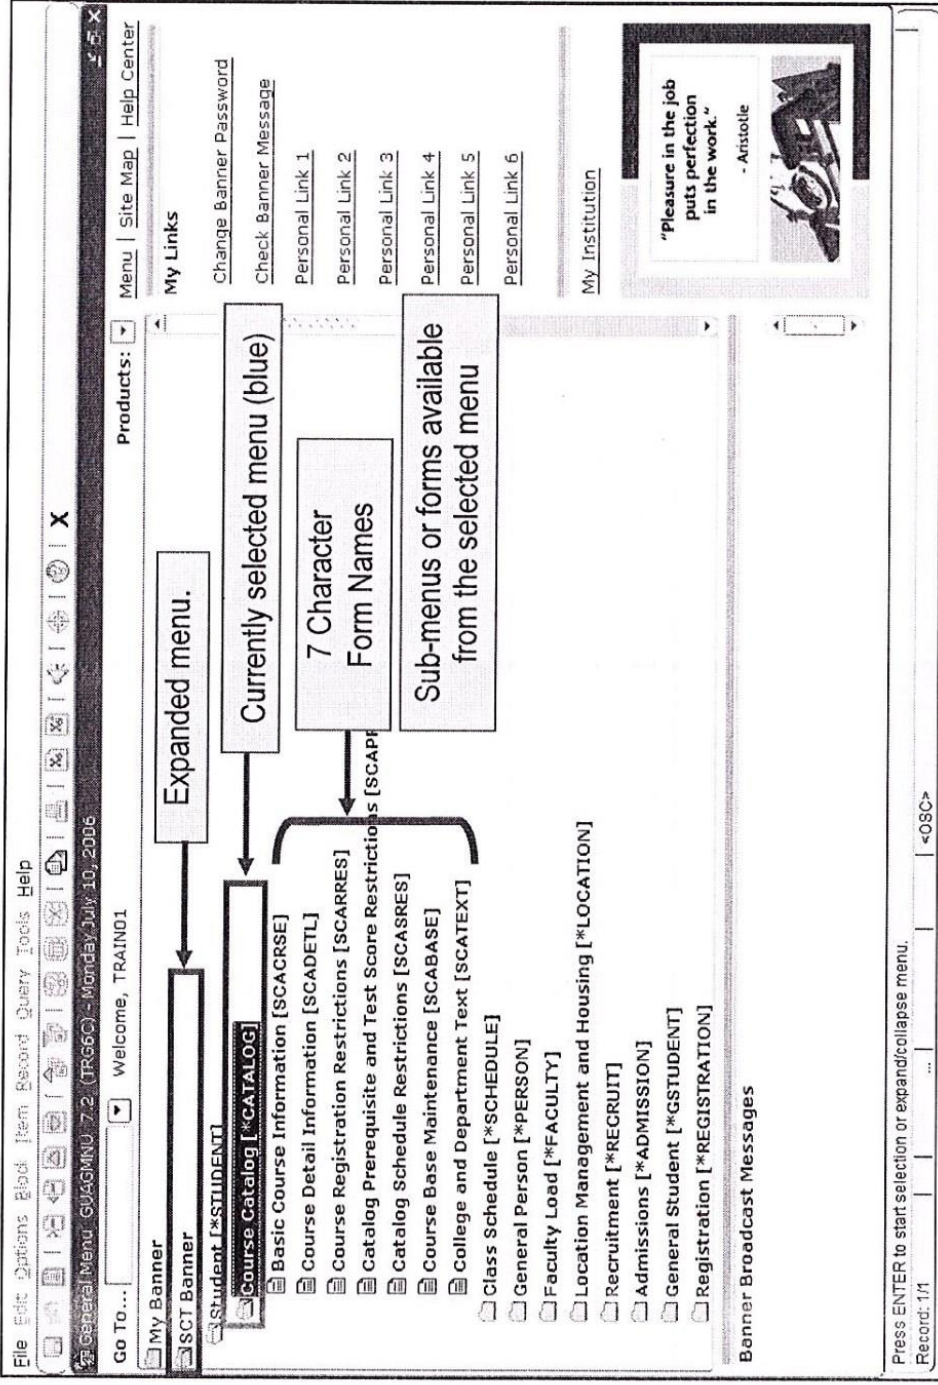 File Edit Options Block Item Record Query Tools Help
General Menu GUAGMNU 7.2 (TRG6C) - Monday July 10, 2006
Go To... Welcome, TRAIN01 Products:
Menu | Site Map | Help Center
My Banner
SCT Banner
Student [*STUDENT]
Course Catalog [*CATALOG]
Basic Course Information [SCACRSE]
Course Detail Information [SCADETL]
Course Registration Restrictions [SCARRES]
Catalog Prerequisite and Test Score Restrictions [SCAPR
Catalog Schedule Restrictions [SCASRES]
Course Base Maintenance [SCABASE]
College and Department Text [SCATEXT]
Class Schedule [*SCHEDULE]
General Person [*PERSON]
Faculty Load [*FACULTY]
Location Management and Housing [*LOCATION]
Recruitment [*RECRUIT]
Admissions [*ADMISSION]
General Student [*GSTUDENT]
Registration [*REGISTRATION]
Expanded menu.
Currently selected menu (blue)
7 Character
Form Names
Sub-menus or forms available
from the selected menu
My Links
Change Banner Password
Check Banner Message
Personal Link 1
Personal Link 2
Personal Link 3
Personal Link 4
Personal Link 5
Personal Link 6
My Institution
"Pleasure in the job
puts perfection
in the work."
- Aristotle
Banner Broadcast Messages
Press ENTER to start selection or expand/collapse menu.
Record: 1/1 ... <OSC>